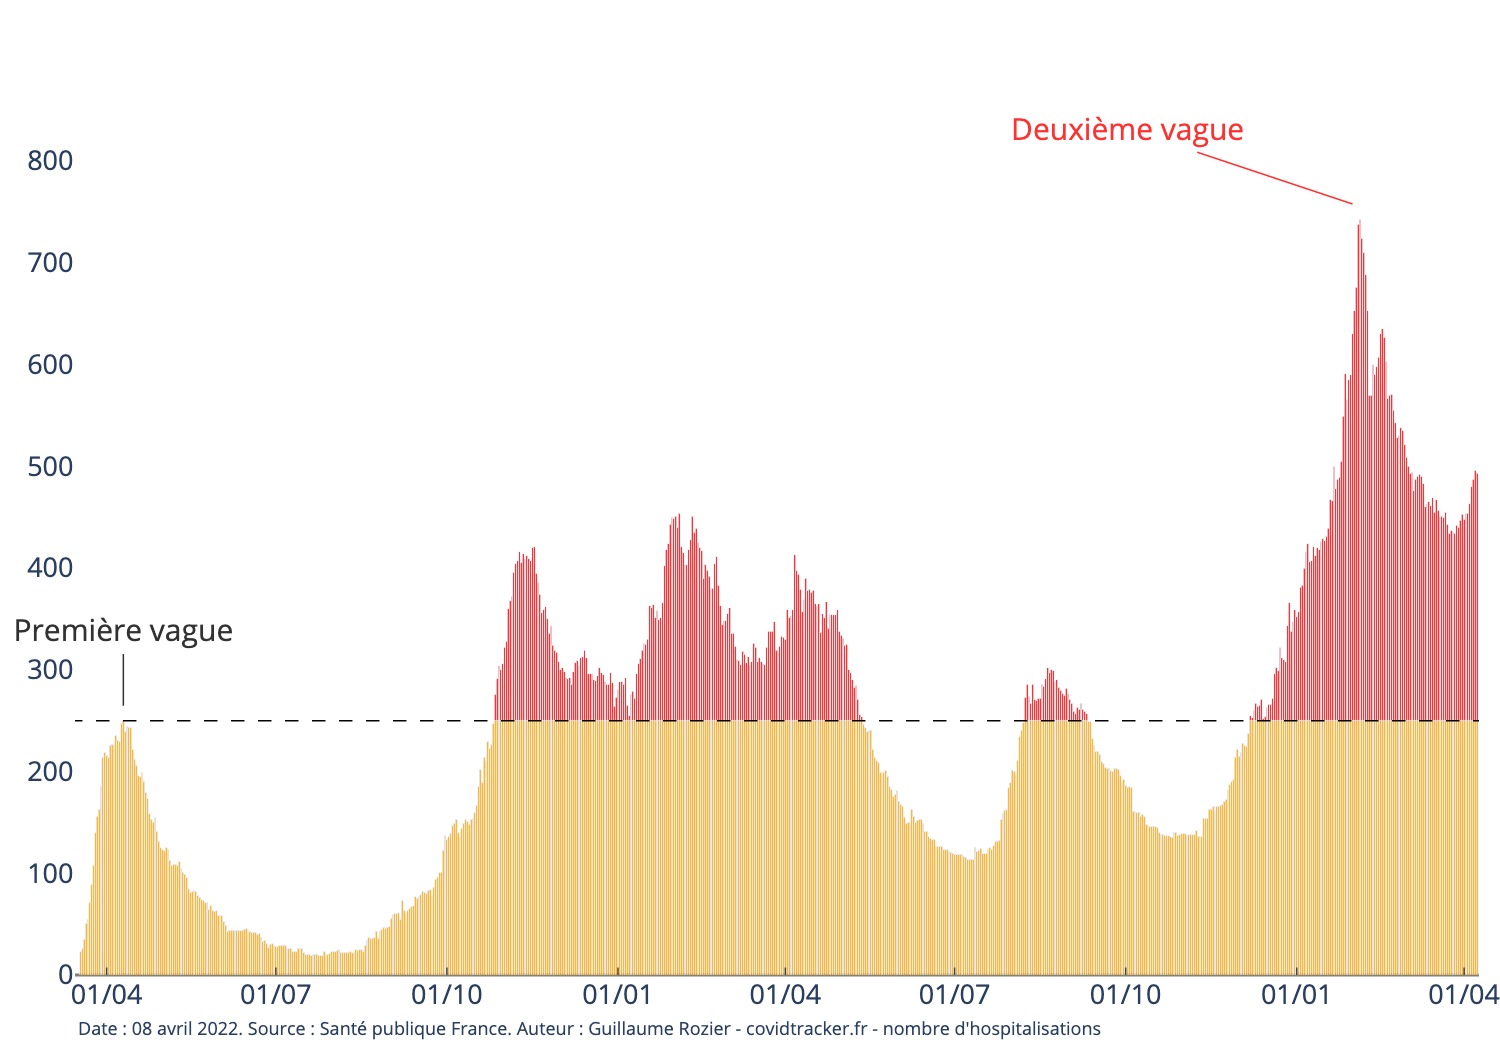 Deuxième vague
800
700
600
500
400
Première vague
300
200
100
0
01/04 01/07 01/10 01/01 01/04 01/07 01/10 01/01 01/04
Date : 08 avril 2022. Source : Santé publique France. Auteur : Guillaume Rozier - covidtracker.fr - nombre d'hospitalisations